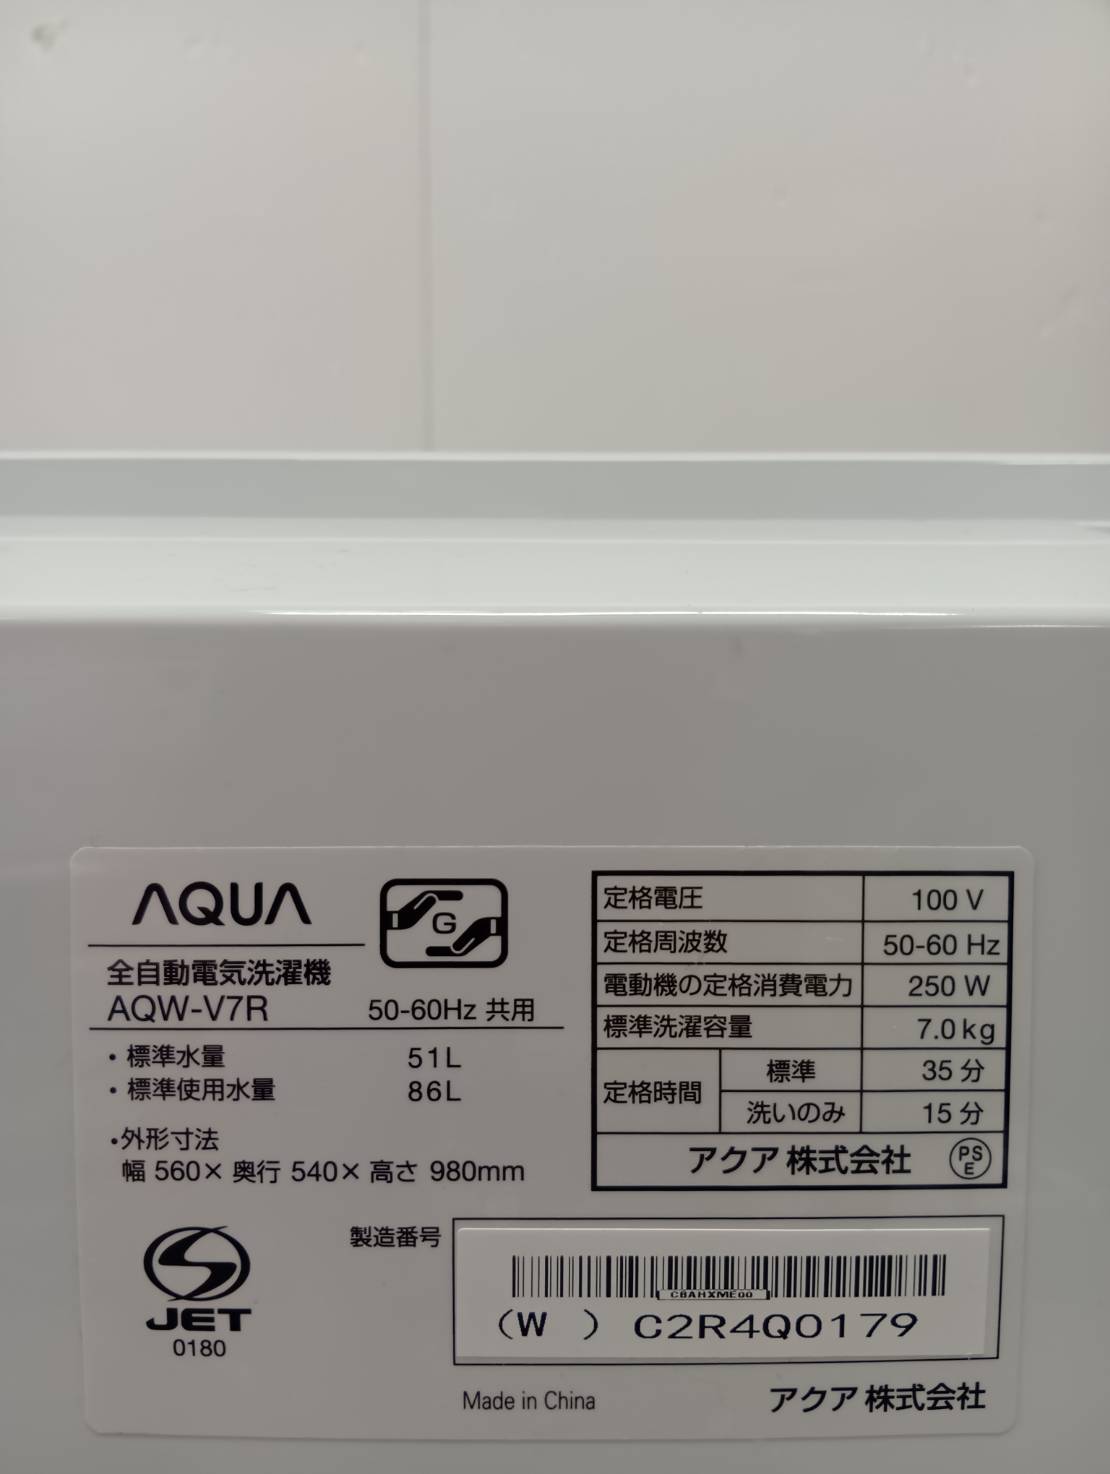 AQUA
G
全自動電気洗濯機
AQW-V7R
50-60Hz 共用
・標準水量 51L
・標準使用水量 86L
・外形寸法
幅 560× 奥行 540× 高さ 980mm
定格電圧 100 V
定格周波数 50-60 Hz
電動機の定格消費電力 250 W
標準洗濯容量 7.0kg
定格時間 標準 35 分
洗いのみ 15 分
アクア 株式会社 PSE
JET
0180
製造番号
C8AHXME00
(W ) C2R4Q0179
Made in China
アクア 株式会社